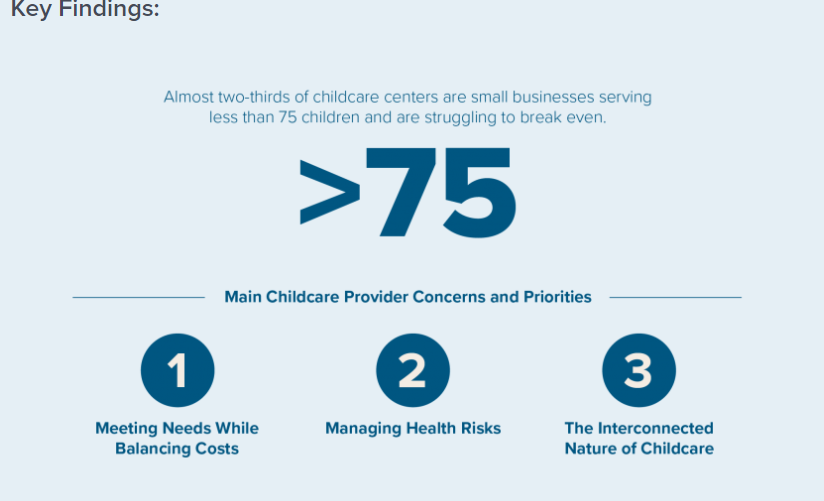 Key Findings:
Almost two-thirds of childcare centers are small businesses serving
less than 75 children and are struggling to break even.
>75
Main Childcare Provider Concerns and Priorities
1
Meeting Needs While
Balancing Costs
2
Managing Health Risks
3
The Interconnected
Nature of Childcare